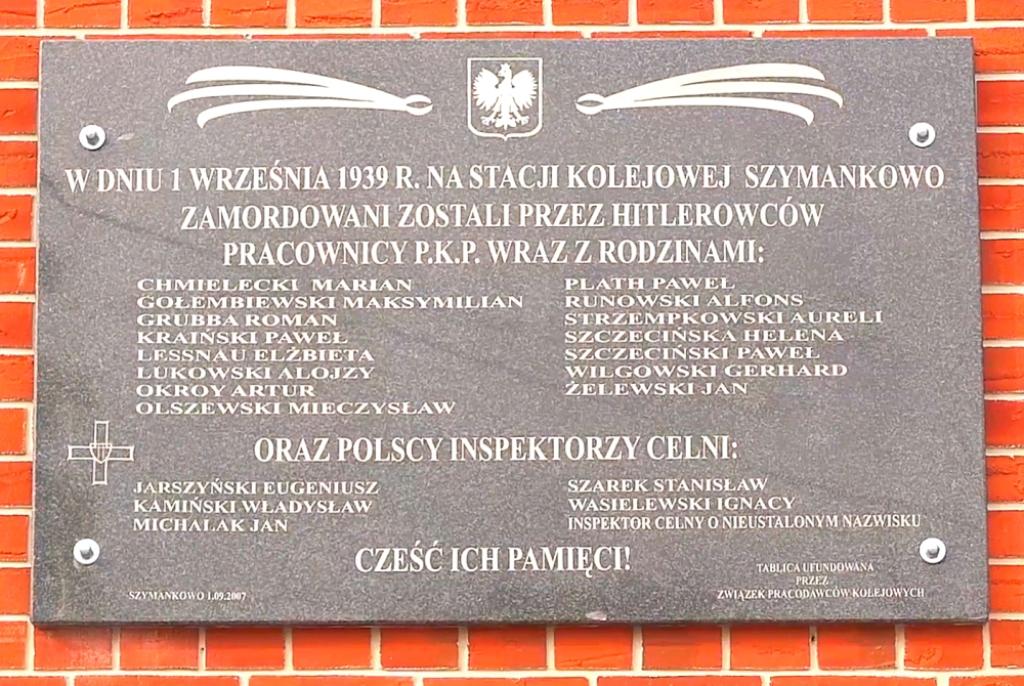 W DNIU 1 WRZEŚNIA 1939 R. NA STACJI KOLEJOWEJ SZYMANKOWO
ZAMORDOWANI ZOSTALI PRZEZ HITLEROWCÓW
PRACOWNICY P.K.P. WRAZ Z RODZINAMI:
CHMIELECKI MARIAN
GOŁEMBIEWSKI MAKSYMILIAN
GRUBBA ROMAN
KRAIŃSKI PAWEŁ
LESSNAU ELŻBIETA
LUKOWSKI ALOJZY
OKROY ARTUR
OLSZEWSKI MIECZYSŁAW
PLATH PAWEŁ
RUNOWSKI ALFONS
STRZEMPKOWSKI AURELI
SZCZECIŃSKA HELENA
SZCZECIŃSKI PAWEŁ
WILGOWSKI GERHARD
ŻELEWSKI JAN
ORAZ POLSCY INSPEKTORZY CELNI:
JARSZYŃSKI EUGENIUSZ
KAMIŃSKI WŁADYSŁAW
MICHALAK JAN
SZAREK STANISŁAW
WASIELEWSKI IGNACY
INSPEKTOR CELNY O NIEUSTALONYM NAZWISKU
CZEŚĆ ICH PAMIĘCI!
SZYMANKOWO 1.09.2007
TABLICA UFUNDOWANA
PRZEZ
ZWIĄZEK PRACODAWCÓW KOLEJOWYCH